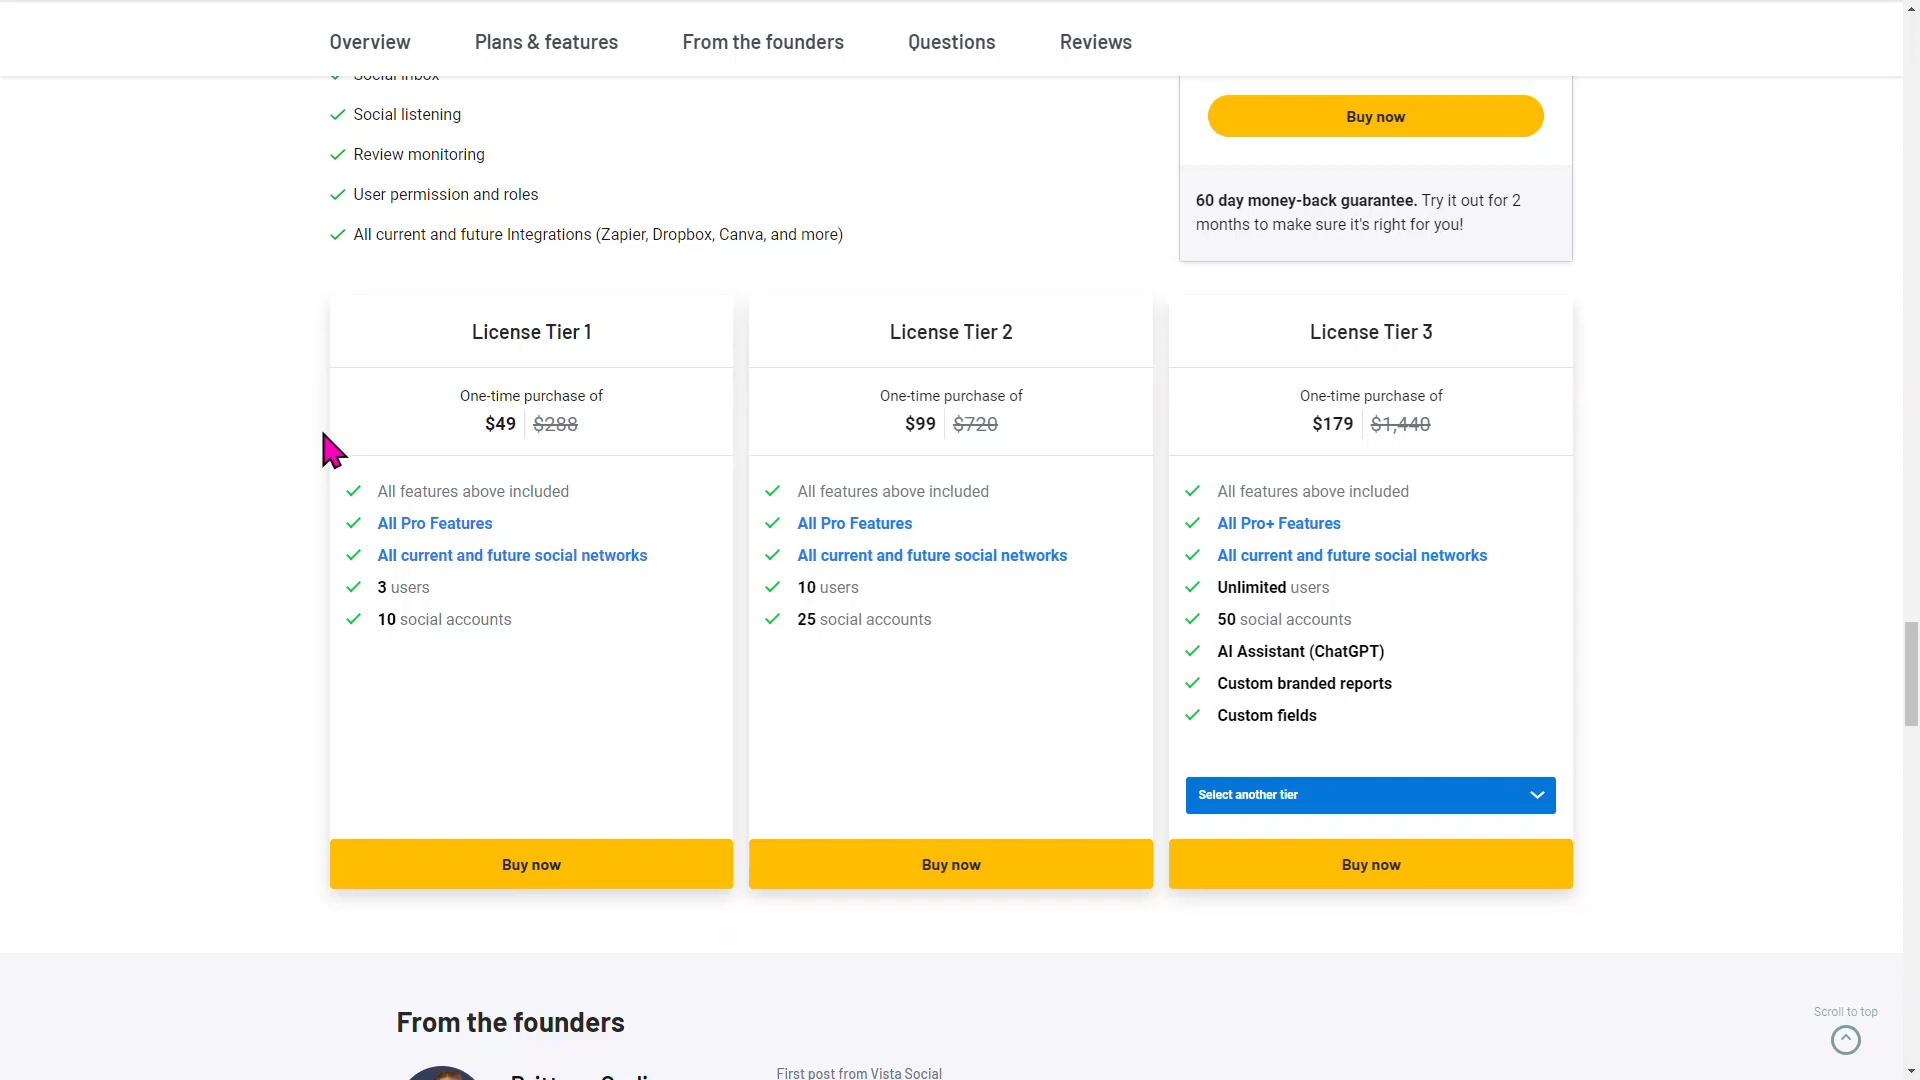 Overview
Plans & features
From the founders
Questions
Reviews
Social inbox
Social listening
Review monitoring
User permission and roles
All current and future Integrations (Zapier, Dropbox, Canva, and more)
Buy now
60 day money-back guarantee. Try it out for 2
months to make sure it's right for you!
License Tier 1
One-time purchase of
$49 $288
All features above included
All Pro Features
All current and future social networks
3 users
10 social accounts
Buy now
License Tier 2
One-time purchase of
$99 $720
All features above included
All Pro Features
All current and future social networks
10 users
25 social accounts
Buy now
License Tier 3
One-time purchase of
$179 $1,440
All features above included
All Pro+ Features
All current and future social networks
Unlimited users
50 social accounts
AI Assistant (ChatGPT)
Custom branded reports
Custom fields
Select another tier
Buy now
From the founders
First post from Vista Social
Scroll to top